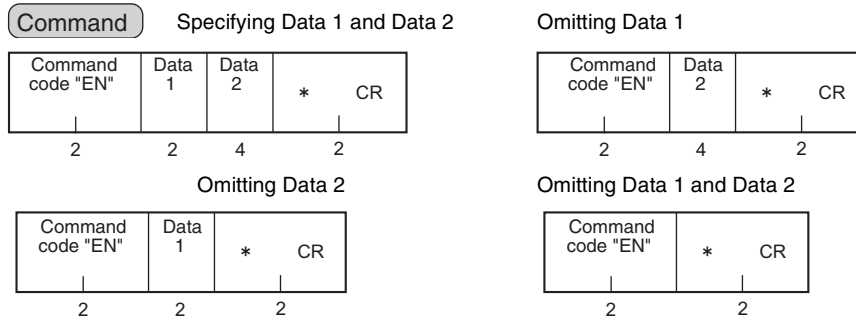 Command
Specifying Data 1 and Data 2
Command code "EN"
Data 1
Data 2
* CR
2 2 4 2
Omitting Data 1
Command code "EN"
Data 2
* CR
2 4 2
Omitting Data 2
Command code "EN"
Data 1
* CR
2 2 2
Omitting Data 1 and Data 2
Command code "EN"
* CR
2 2